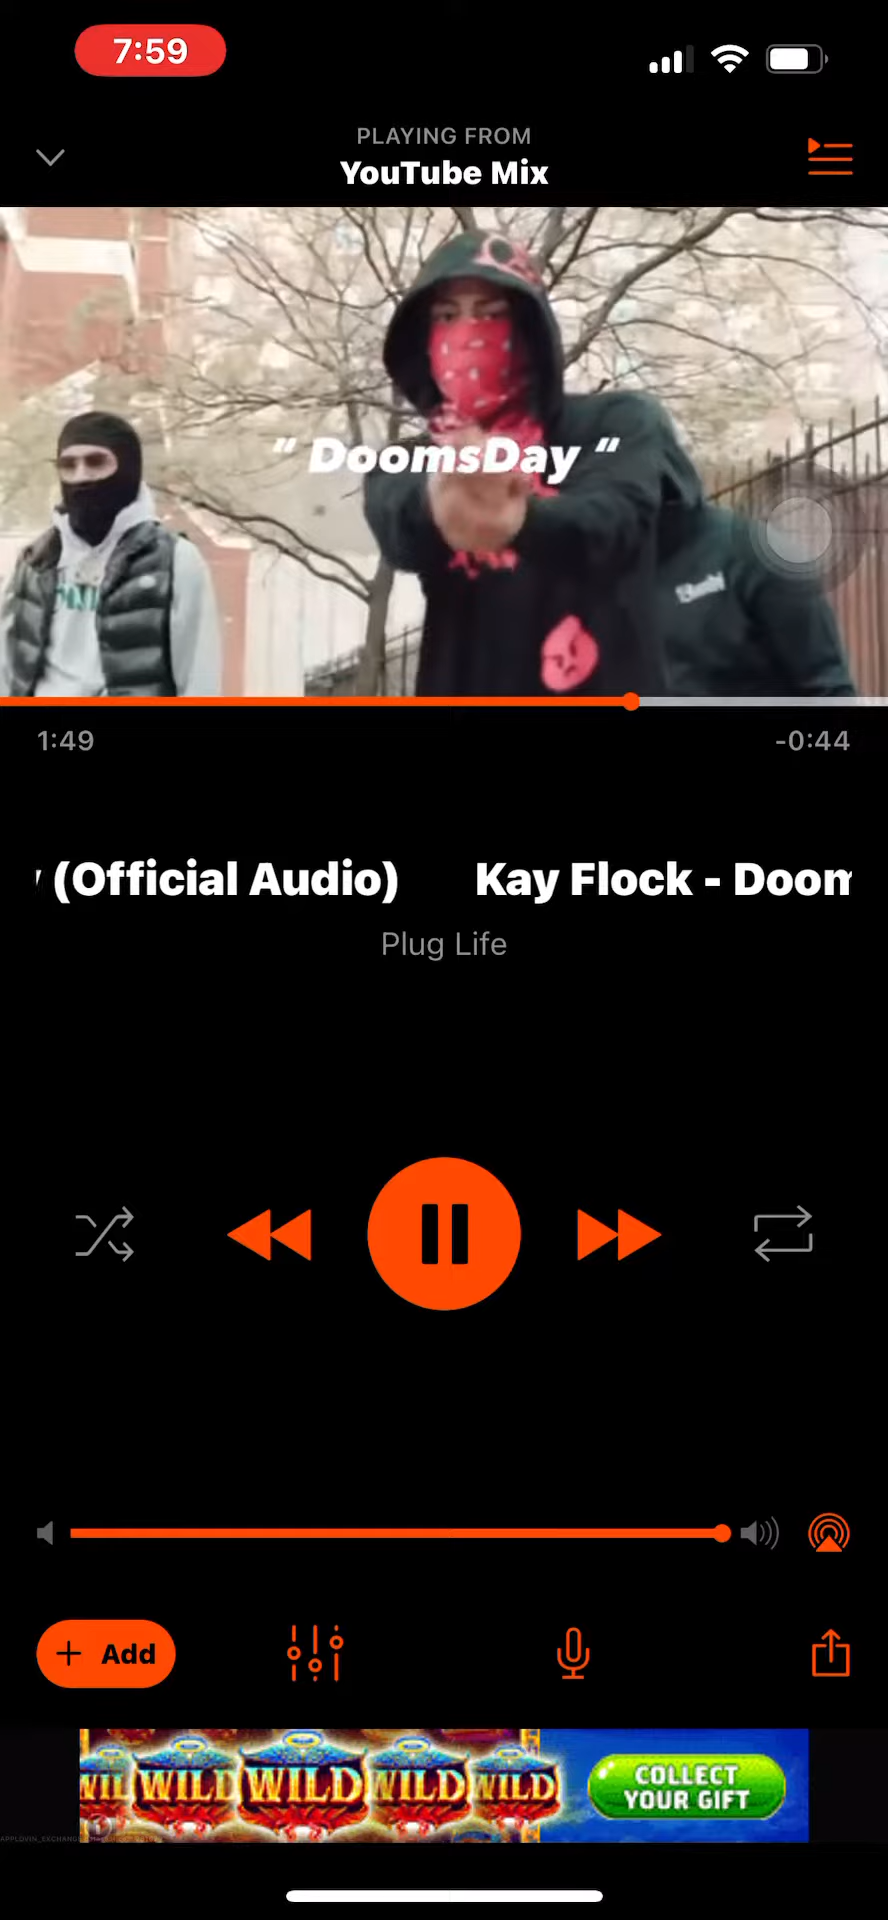 7:59
PLAYING FROM
YouTube Mix
" DoomsDay "
1:49
-0:44
(Official Audio)
Kay Flock - Doom
Plug Life
+ Add
WILD WILD WILD WILD
COLLECT
YOUR GIFT